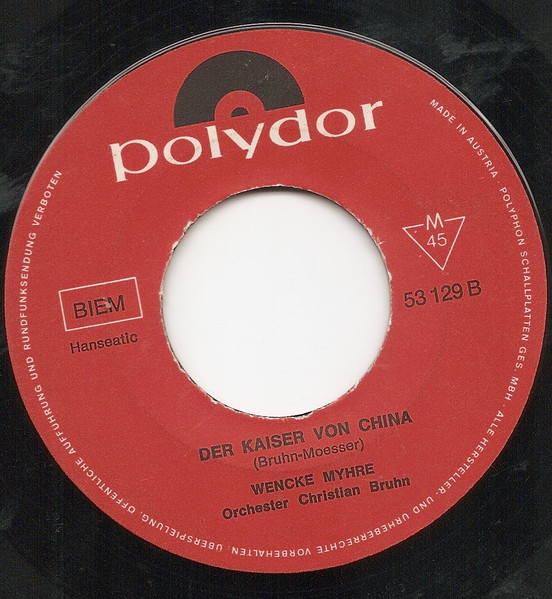 polydor
MADE IN AUSTRIA · POLYPHON SCHALLPLATTEN GES. MBH · ALLE HERSTELLER- UND URHEBERRECHTE VORBEHALTEN. ÜBERSPIELUNG, ÖFFENTLICHE AUFFÜHRUNG UND RUNDFUNKSENDUNG VERBOTEN
M
45
BIEM
53 129 B
Hanseatic
DER KAISER VON CHINA
(Bruhn-Moesser)
WENCKE MYHRE
Orchester Christian Bruhn